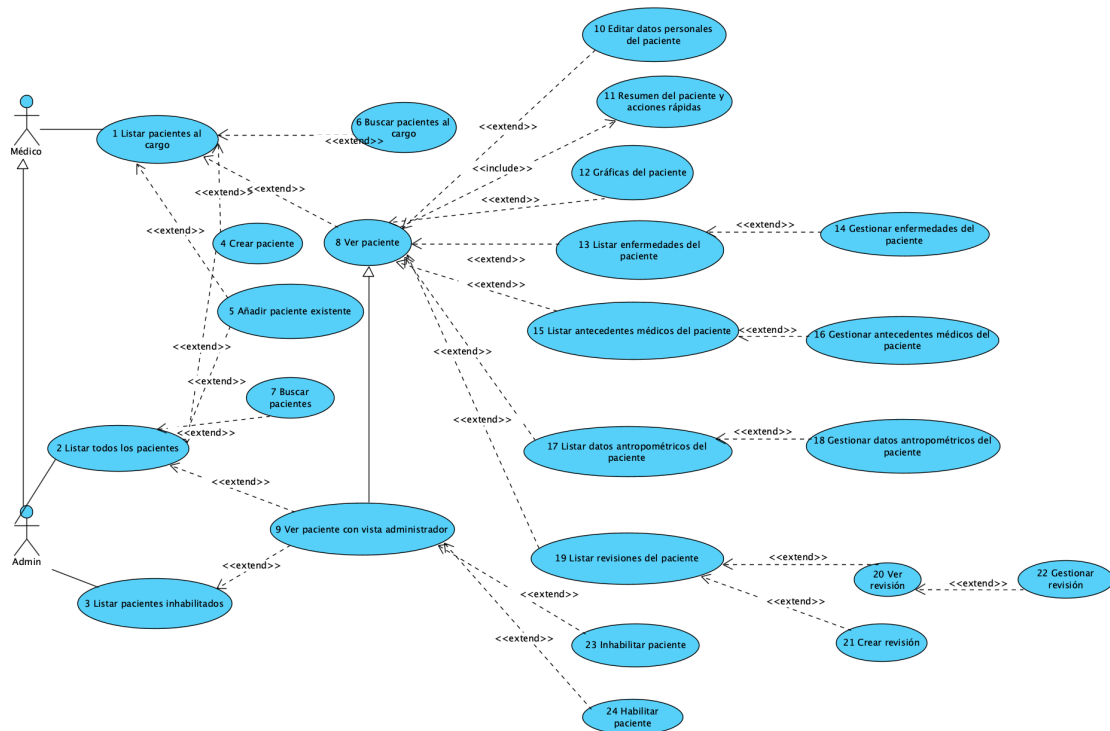 10 Editar datos personales
del paciente
11 Resumen del paciente y
acciones rápidas
<<extend>>
6 Buscar pacientes al
cargo
<<extend>>
1 Listar pacientes al
cargo
Médico
<<include>>
12 Gráficas del paciente
<<extend>>
<<extend>>
<<extend>>
4 Crear paciente
8 Ver paciente
13 Listar enfermedades del
paciente
<<extend>>
14 Gestionar enfermedades del
paciente
<<extend>>
<<extend>>
5 Añadir paciente existente
<<extend>>
15 Listar antecedentes médicos del paciente
<<extend>>
16 Gestionar antecedentes médicos del
paciente
<<extend>>
<<extend>>
<<extend>>
7 Buscar
pacientes
<<extend>>
<<extend>>
2 Listar todos los pacientes
<<extend>>
17 Listar datos antropométricos del
paciente
<<extend>>
18 Gestionar datos antropométricos del
paciente
<<extend>>
9 Ver paciente con vista administrador
Admin
<<extend>>
3 Listar pacientes inhabilitados
19 Listar revisiones del paciente
<<extend>>
20 Ver
revisión
<<extend>>
22 Gestionar
revisión
<<extend>>
21 Crear revisión
<<extend>>
23 Inhabilitar paciente
<<extend>>
24 Habilitar
paciente